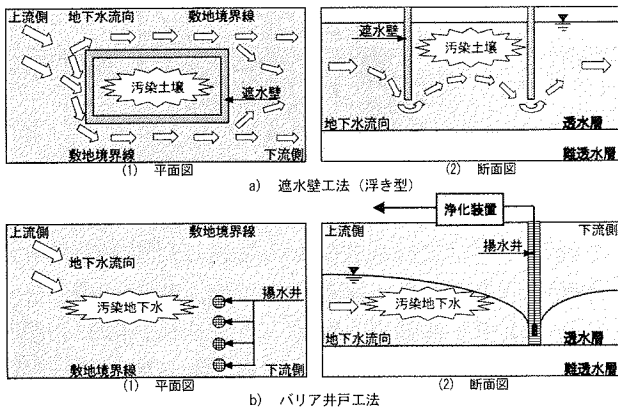 上流側 地下水流向 敷地境界線
汚染土壌
遮水壁
敷地境界線 下流側
(1) 平面図
遮水壁
汚染土壌
地下水流向 透水層
難透水層
(2) 断面図
a) 遮水壁工法(浮き型)
上流側 敷地境界線
地下水流向
汚染地下水
揚水井
敷地境界線 下流側
(1) 平面図
浄化装置
上流側 下流側
揚水井
汚染地下水
地下水流向 透水層
難透水層
(2) 断面図
b) バリア井戸工法